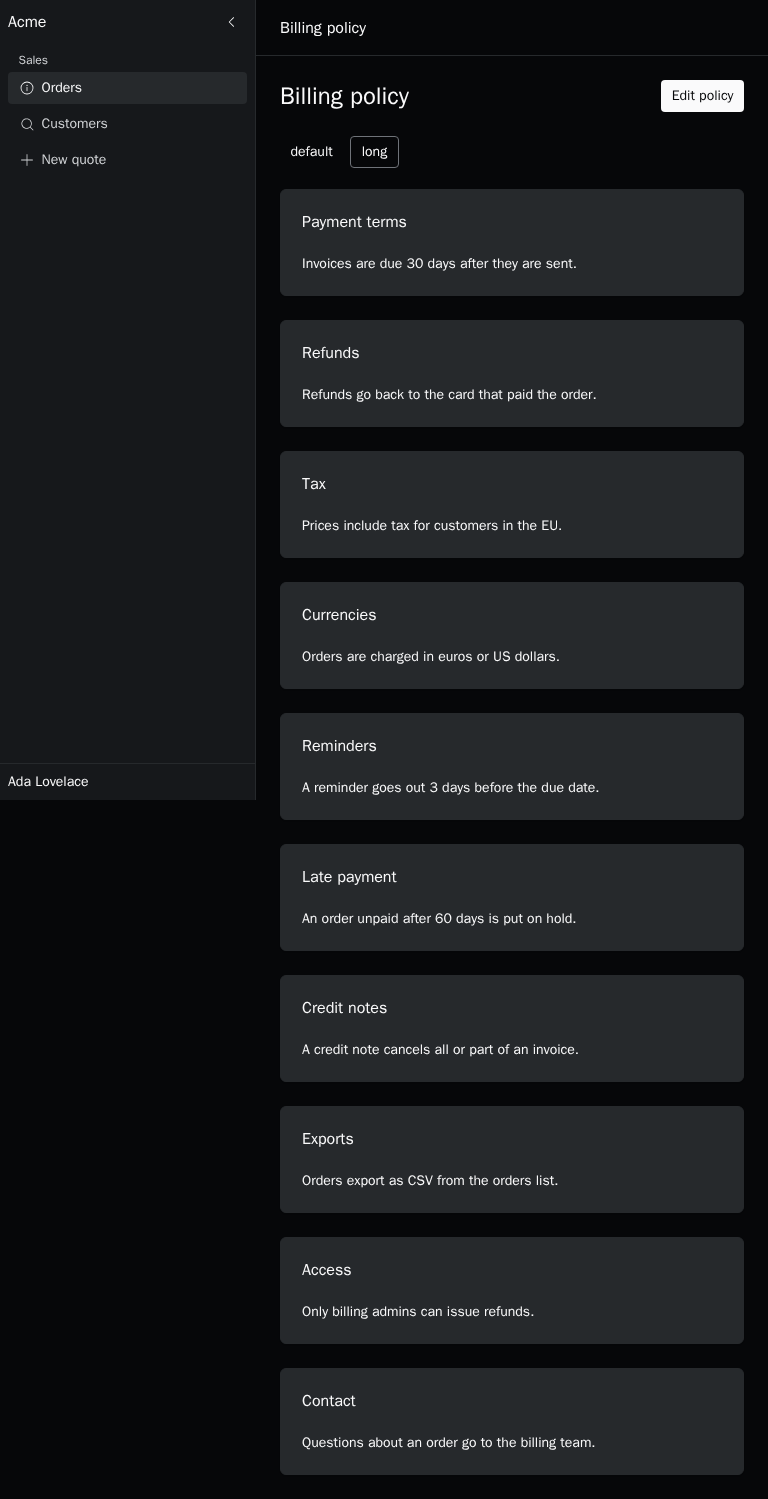 Acme
Sales
Orders
Customers
New quote
Ada Lovelace
Billing policy
Billing policy
Edit policy
default
long
Payment terms
Invoices are due 30 days after they are sent.
Refunds
Refunds go back to the card that paid the order.
Tax
Prices include tax for customers in the EU.
Currencies
Orders are charged in euros or US dollars.
Reminders
A reminder goes out 3 days before the due date.
Late payment
An order unpaid after 60 days is put on hold.
Credit notes
A credit note cancels all or part of an invoice.
Exports
Orders export as CSV from the orders list.
Access
Only billing admins can issue refunds.
Contact
Questions about an order go to the billing team.